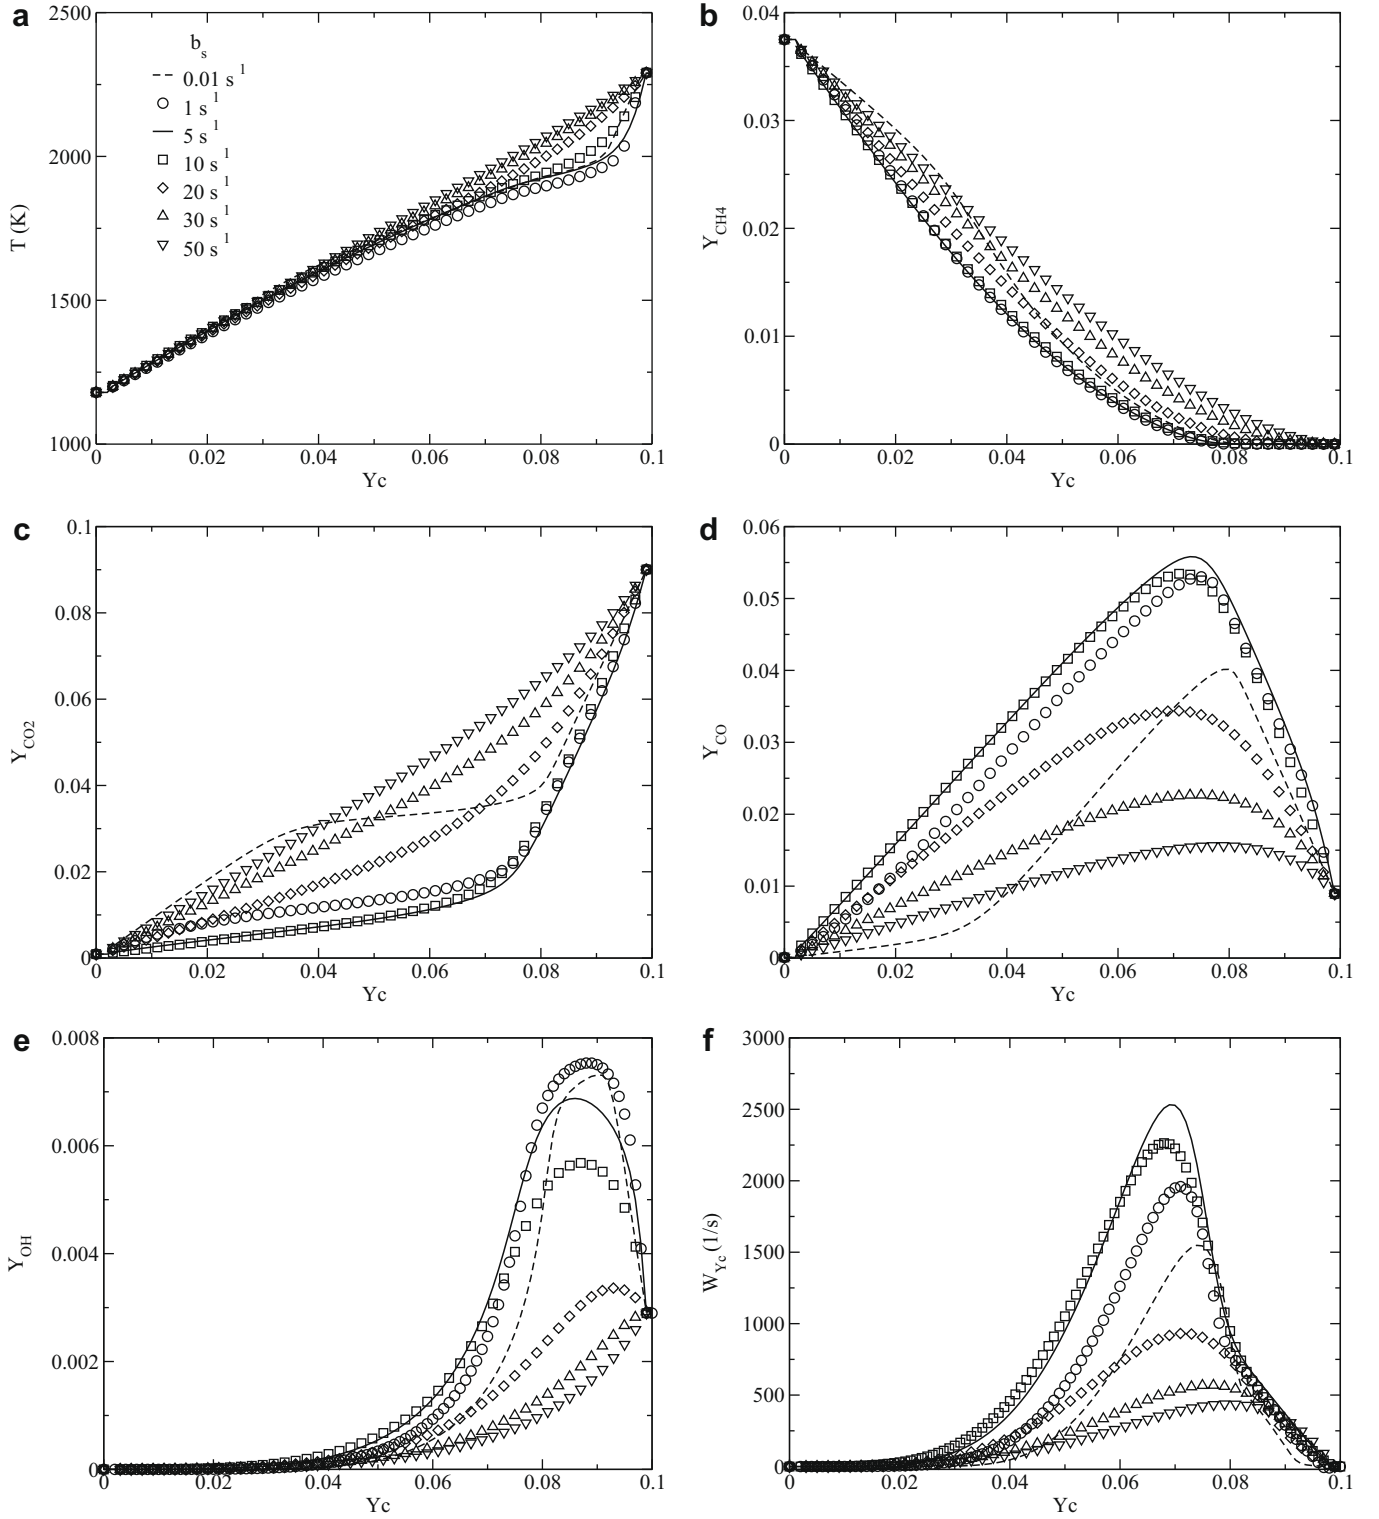 a
2500
2000
1500
1000
T (K)
b_s
0.01 s^1
1 s^1
5 s^1
10 s^1
20 s^1
30 s^1
50 s^1
0
0.02
0.04
0.06
0.08
0.1
Yc
b
0.04
0.03
0.02
0.01
0
Y_CH4
0
0.02
0.04
0.06
0.08
0.1
Yc
c
0.1
0.08
0.06
0.04
0.02
0
Y_CO2
0
0.02
0.04
0.06
0.08
0.1
Yc
d
0.06
0.05
0.04
0.03
0.02
0.01
0
Y_CO
0
0.02
0.04
0.06
0.08
0.1
Yc
e
0.008
0.006
0.004
0.002
0
Y_OH
0
0.02
0.04
0.06
0.08
0.1
Yc
f
3000
2500
2000
1500
1000
500
0
W_Yc (1/s)
0
0.02
0.04
0.06
0.08
0.1
Yc